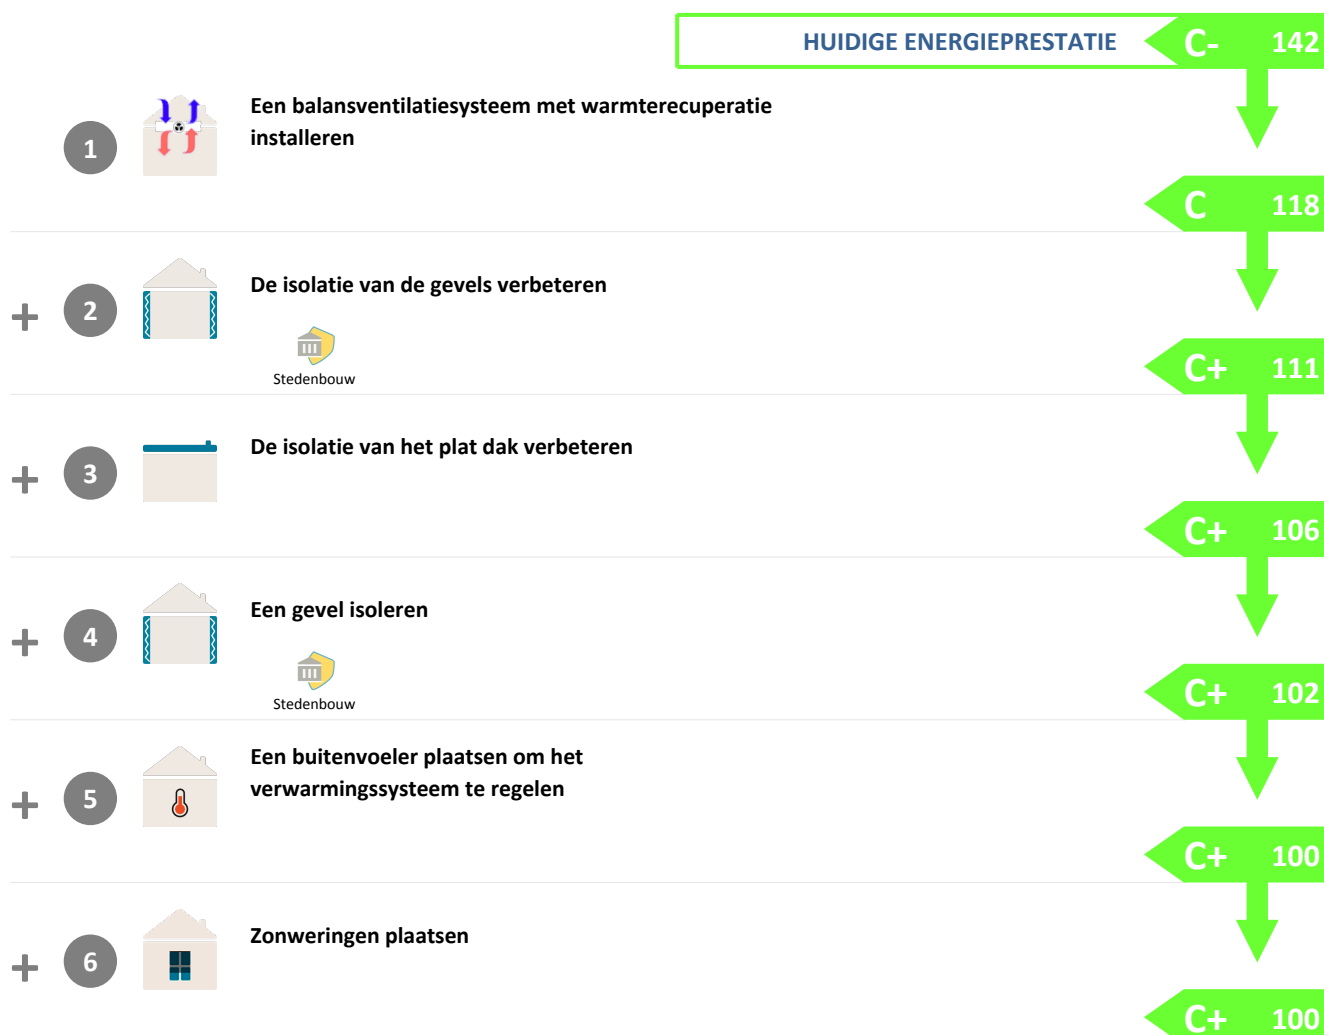 HUIDIGE ENERGIEPRESTATIE C- 142
1 Een balansventilatiesysteem met warmterecuperatie
installeren
C 118
+ 2 De isolatie van de gevels verbeteren
Stedenbouw
C+ 111
+ 3 De isolatie van het plat dak verbeteren
C+ 106
+ 4 Een gevel isoleren
Stedenbouw
C+ 102
+ 5 Een buitenvoeler plaatsen om het
verwarmingssysteem te regelen
C+ 100
+ 6 Zonweringen plaatsen
C+ 100